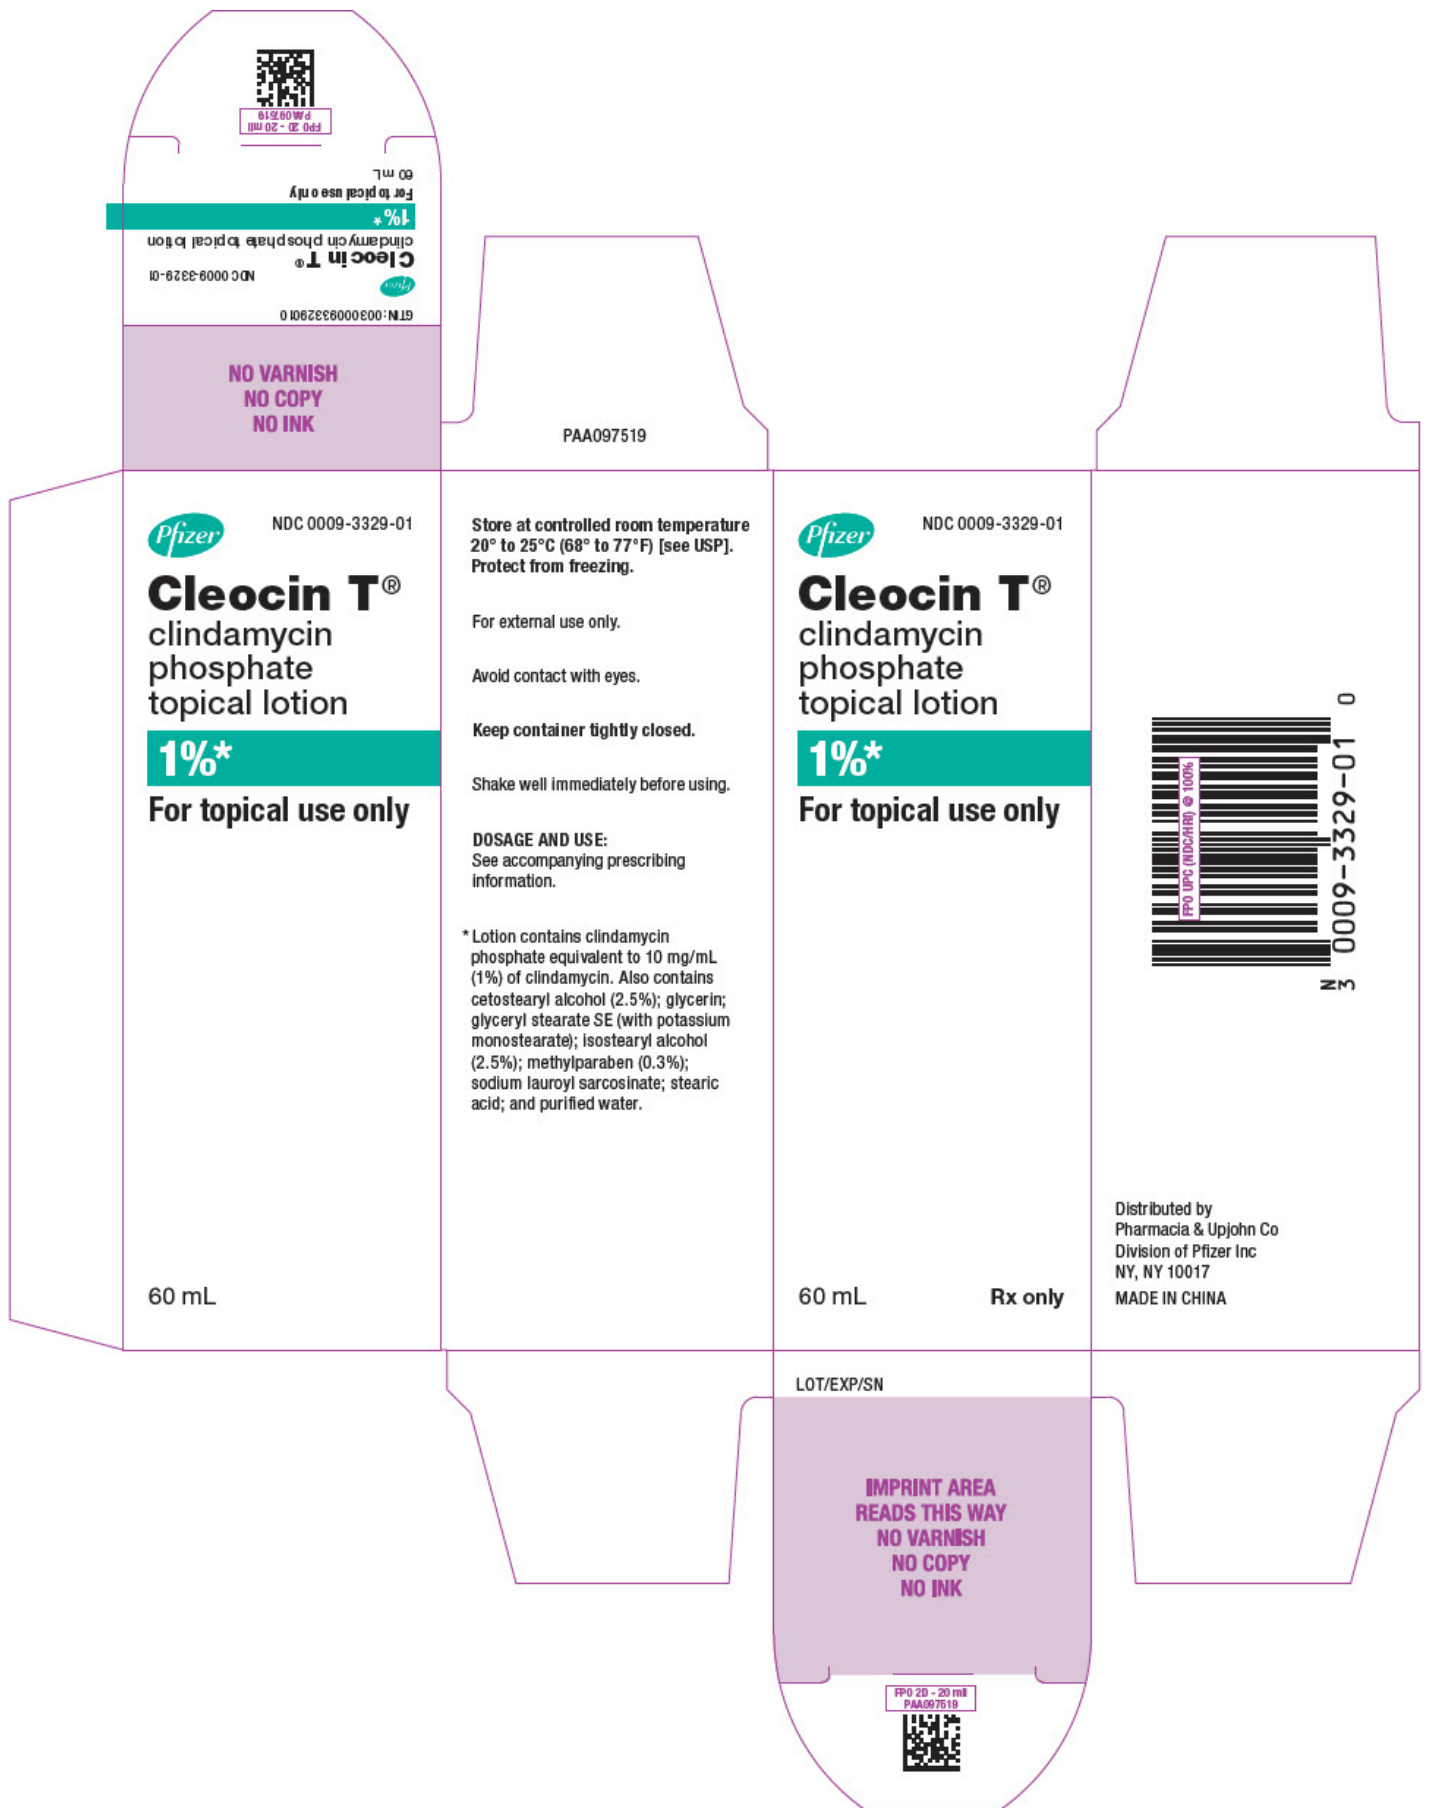 PAA097519
FPO 2D - 20 mil
60 mL
For topical use only
1%*
clindamycin phosphate topical lotion
Cleocin T®
NDC 0009-3329-01
Pfizer
GTIN: 00300093329010
NO VARNISH
NO COPY
NO INK
PAA097519
Pfizer
NDC 0009-3329-01
Cleocin T®
clindamycin
phosphate
topical lotion
1%*
For topical use only
60 mL
Store at controlled room temperature
20° to 25°C (68° to 77°F) [see USP].
Protect from freezing.
For external use only.
Avoid contact with eyes.
Keep container tightly closed.
Shake well immediately before using.
DOSAGE AND USE:
See accompanying prescribing
information.
* Lotion contains clindamycin
phosphate equivalent to 10 mg/mL
(1%) of clindamycin. Also contains
cetostearyl alcohol (2.5%); glycerin;
glyceryl stearate SE (with potassium
monostearate); isostearyl alcohol
(2.5%); methylparaben (0.3%);
sodium lauroyl sarcosinate; stearic
acid; and purified water.
Pfizer
NDC 0009-3329-01
Cleocin T®
clindamycin
phosphate
topical lotion
1%*
For topical use only
60 mL
Rx only
FPO UPC (NDC/HRI) @ 100%
N
3 0009-3329-01 0
Distributed by
Pharmacia & Upjohn Co
Division of Pfizer Inc
NY, NY 10017
MADE IN CHINA
LOT/EXP/SN
IMPRINT AREA
READS THIS WAY
NO VARNISH
NO COPY
NO INK
FPO 2D - 20 mil
PAA097519